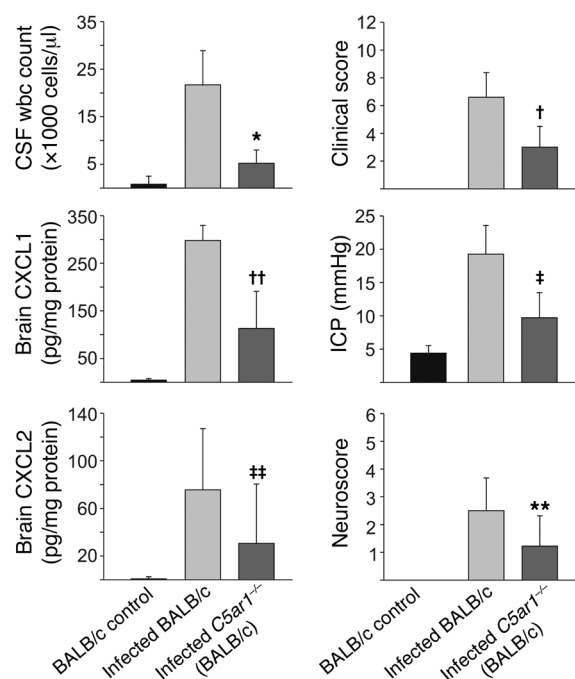 CSF wbc count
(×1000 cells/μl)
35
25
15
5
*
Clinical score
12
10
8
6
4
2
†
Brain CXCL1
(pg/mg protein)
350
250
150
50
††
ICP (mmHg)
25
20
15
10
5
‡
Brain CXCL2
(pg/mg protein)
140
100
60
20
‡‡
Neuroscore
6
5
4
3
2
1
**
BALB/c control
Infected BALB/c
Infected C5ar1⁻/⁻
(BALB/c)
BALB/c control
Infected BALB/c
Infected C5ar1⁻/⁻
(BALB/c)